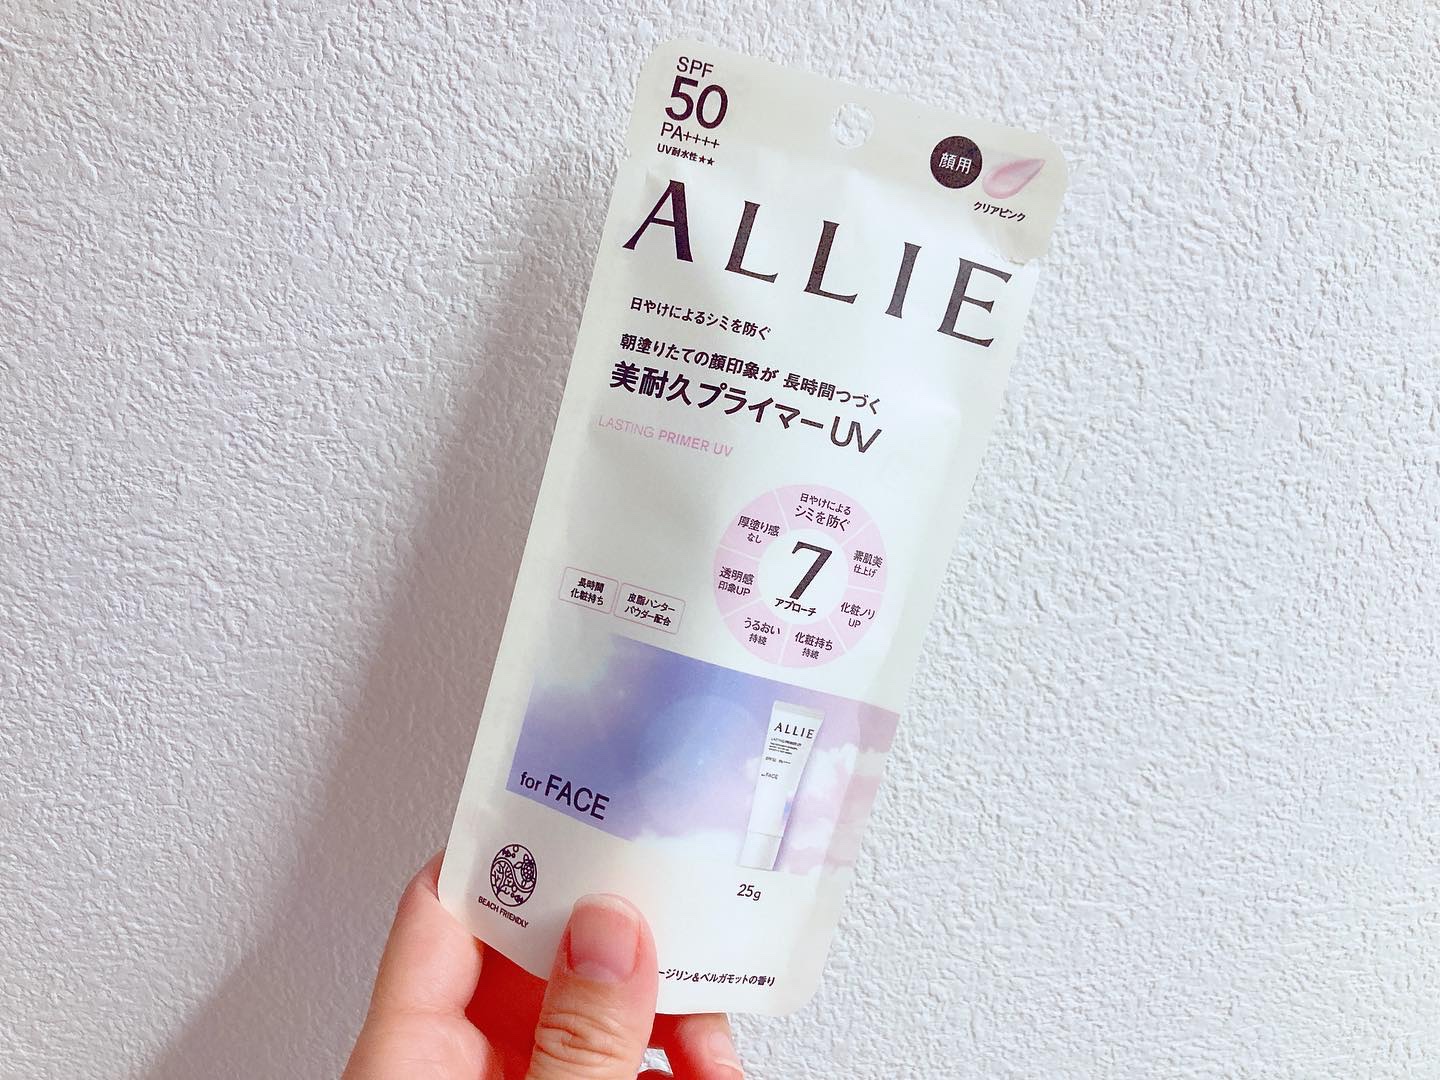 SPF
50
PA++++
UV耐水性★★
顔用
クリアピンク
ALLIE
日やけによるシミを防ぐ
朝塗りたての顔印象が 長時間つづく
美耐久プライマーUV
LASTING PRIMER UV
日やけによる
シミを防ぐ
素肌美
仕上げ
化粧ノリ
UP
化粧持ち
持続
うるおい
持続
透明感
印象UP
厚塗り感
なし
7
アプローチ
長時間
化粧持ち
皮脂ハンター
パウダー配合
ALLIE
LASTING PRIMER UV
FACE
for FACE
25g
BEACH FRIENDLY
ージリン&ベルガモットの香り